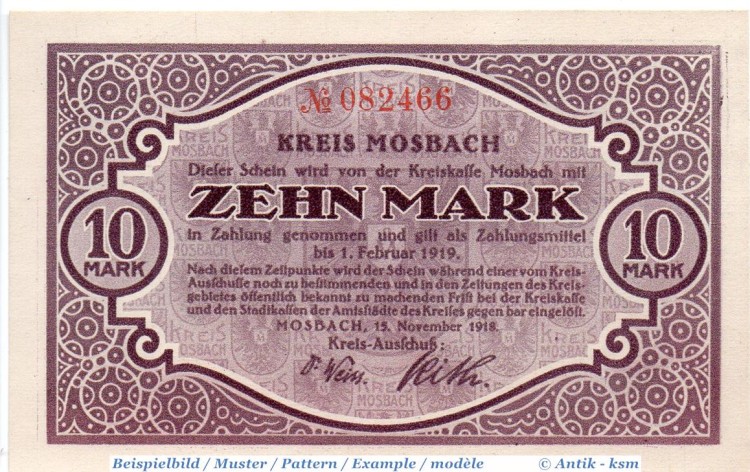 № 082466
KREIS MOSBACH
Dieser Schein wird von der Kreiskasse Mosbach mit
ZEHN MARK
in Zahlung genommen und gilt als Zahlungsmittel
bis 1. Februar 1919.
Nach diesem Zeitpunkte wird der Schein während einer vom Kreis-
Ausschusse noch zu bestimmenden und in den Zeitungen des Kreis-
gebietes öffentlich bekannt zu machenden Frist bei der Kreiskasse
und den Stadtkassen der Amtsstädte des Kreises gegen bar eingelöst.
MOSBACH, 15. November 1918.
Kreis-Ausschuß:
10
MARK
10
MARK
KREIS
MOSBACH
Beispielbild / Muster / Pattern / Example / modèle
© Antik - ksm